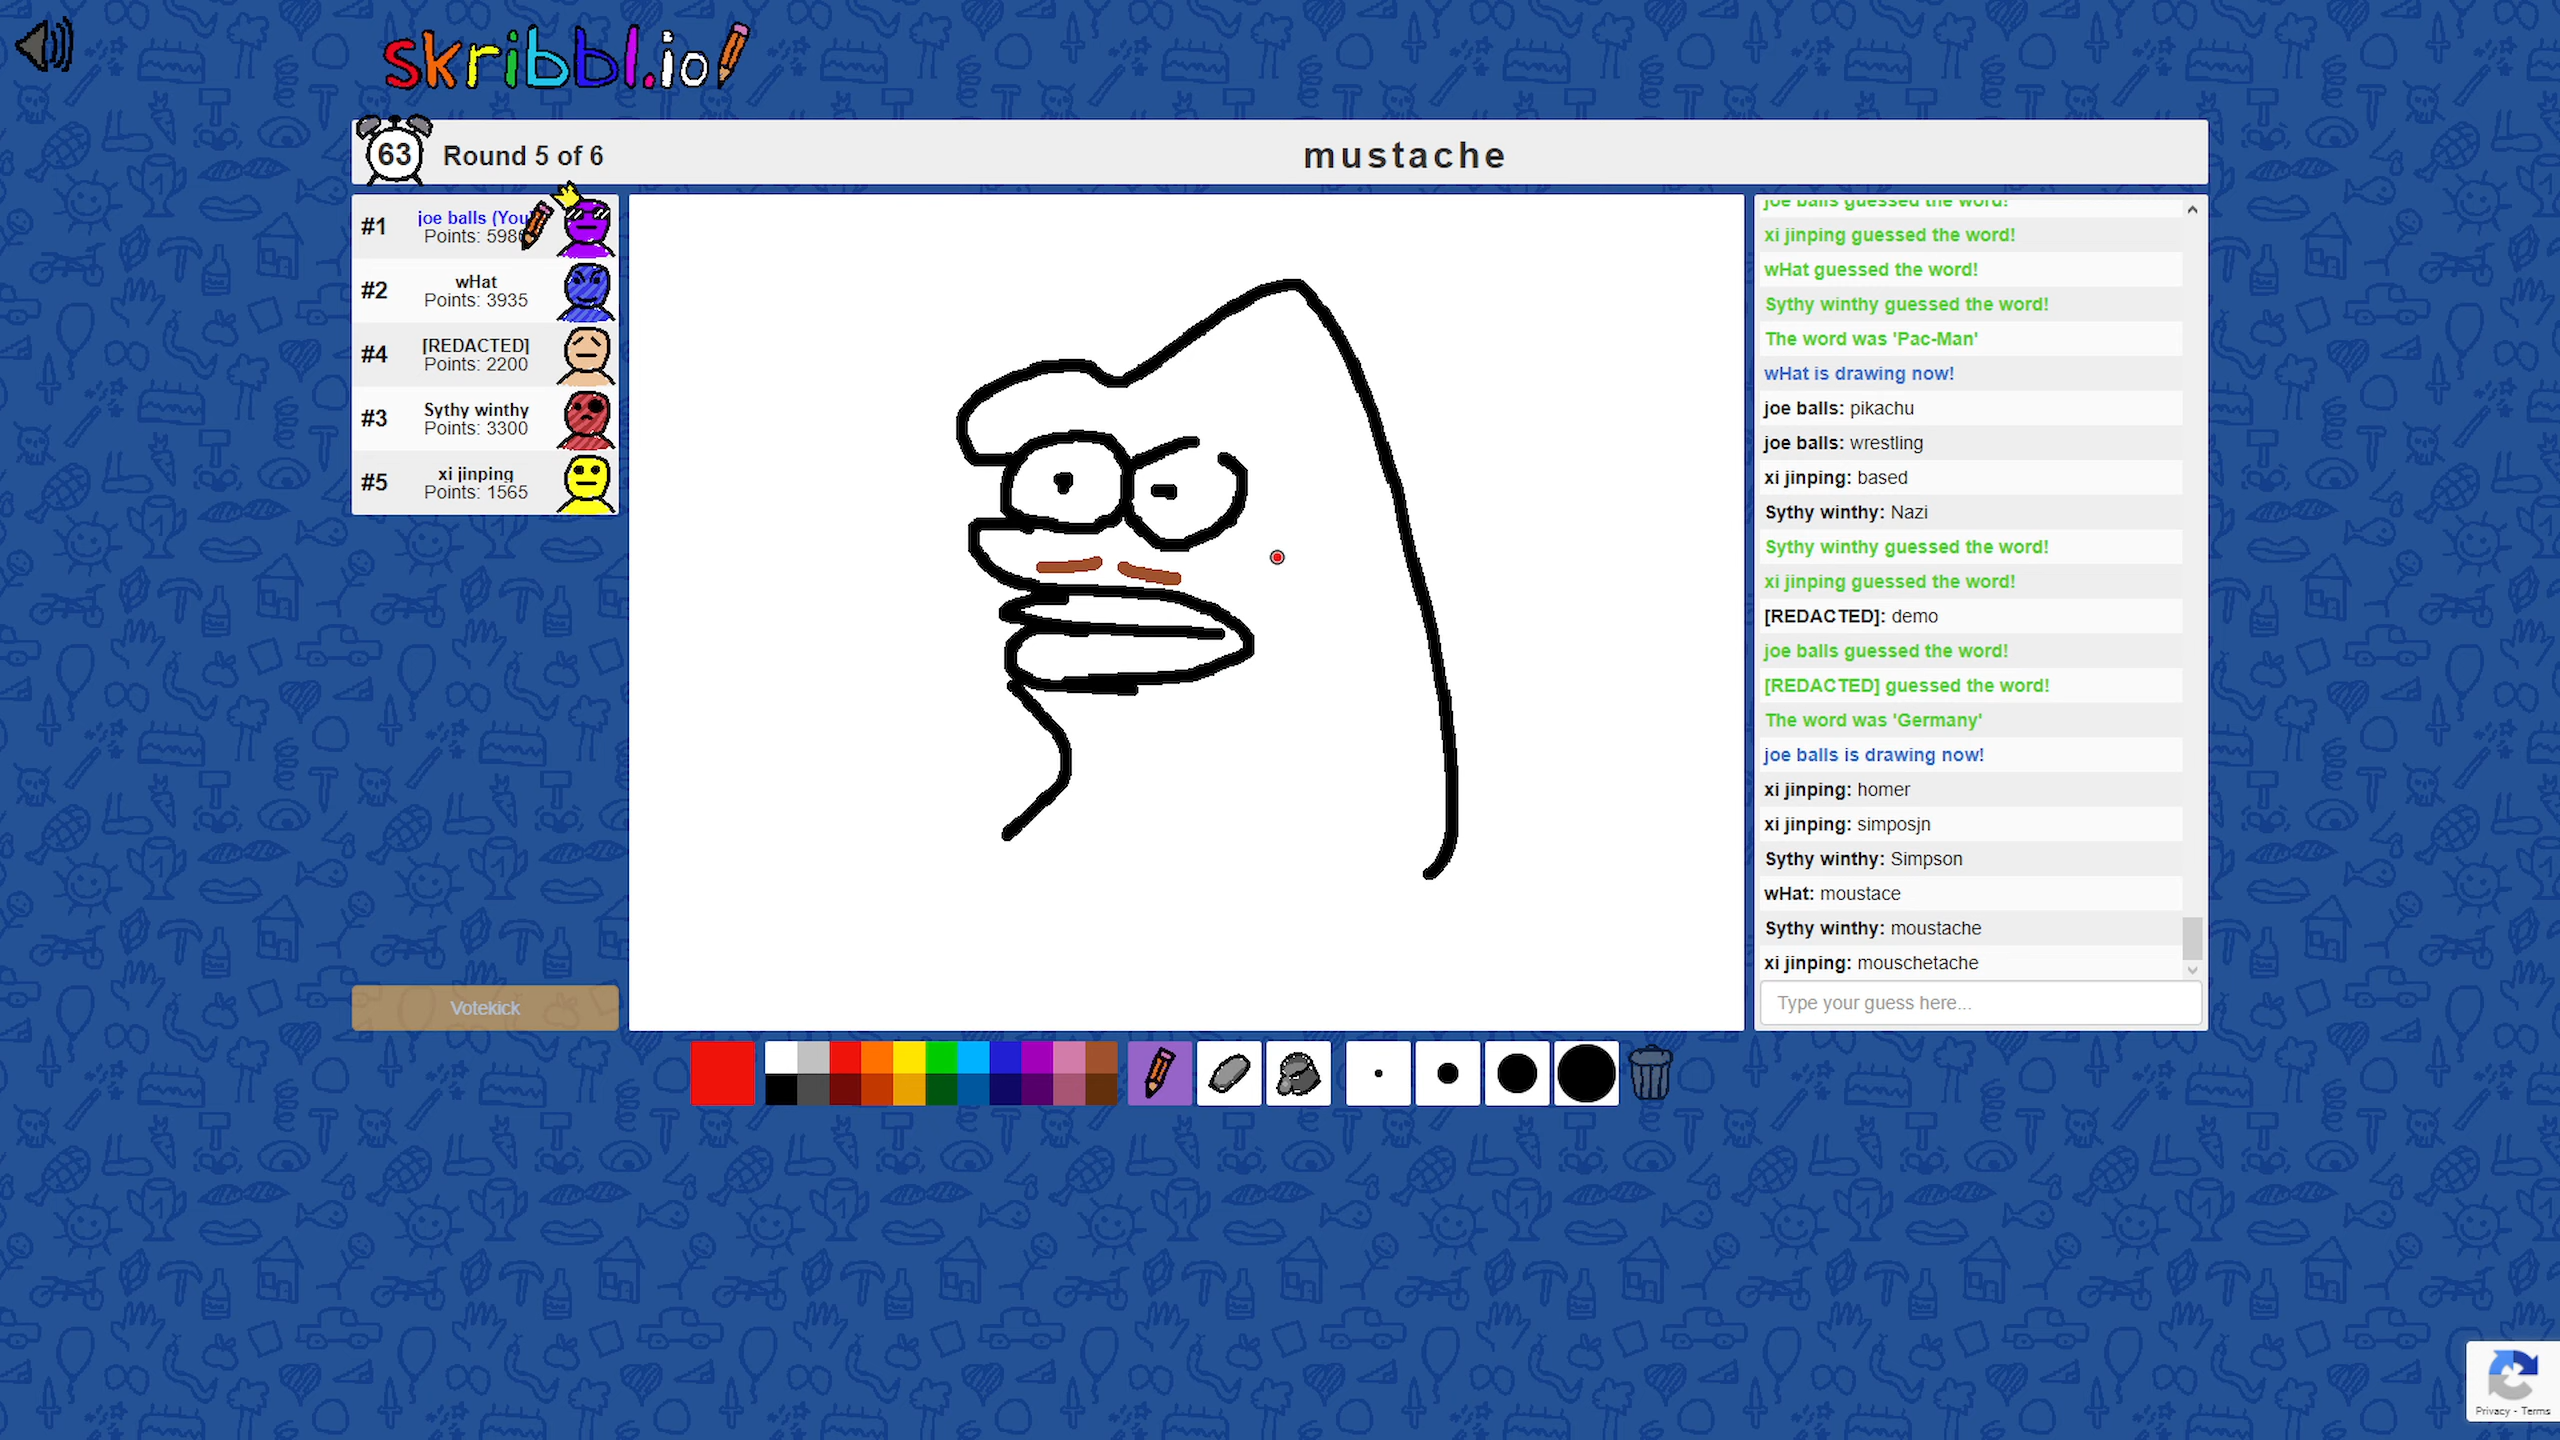 skribbl.io
63
Round 5 of 6
mustache
#1
joe balls (You
Points: 598
#2
wHat
Points: 3935
#4
[REDACTED]
Points: 2200
#3
Sythy winthy
Points: 3300
#5
xi jinping
Points: 1565
Votekick
joe balls guessed the word!
xi jinping guessed the word!
wHat guessed the word!
Sythy winthy guessed the word!
The word was 'Pac-Man'
wHat is drawing now!
joe balls: pikachu
joe balls: wrestling
xi jinping: based
Sythy winthy: Nazi
Sythy winthy guessed the word!
xi jinping guessed the word!
[REDACTED]: demo
joe balls guessed the word!
[REDACTED] guessed the word!
The word was 'Germany'
joe balls is drawing now!
xi jinping: homer
xi jinping: simposjn
Sythy winthy: Simpson
wHat: moustace
Sythy winthy: moustache
xi jinping: mouschetache
Type your guess here...
Privacy - Terms